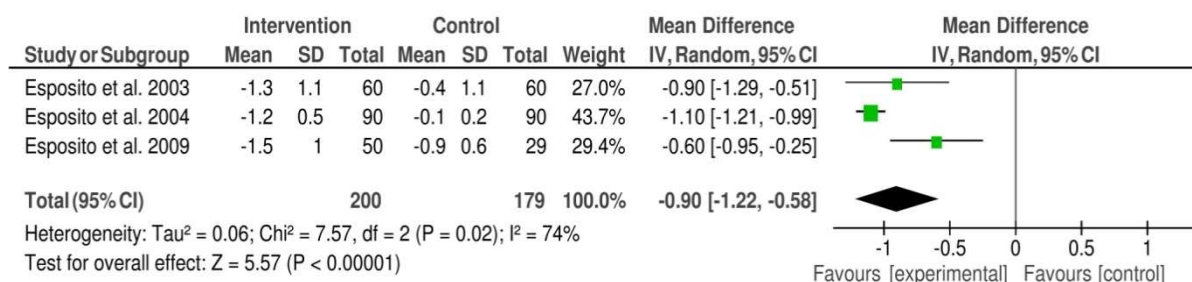 Intervention Control Mean Difference Mean Difference
Study or Subgroup Mean SD Total Mean SD Total Weight IV, Random, 95% CI IV, Random, 95% CI
Esposito et al. 2003 -1.3 1.1 60 -0.4 1.1 60 27.0% -0.90 [-1.29, -0.51]
Esposito et al. 2004 -1.2 0.5 90 -0.1 0.2 90 43.7% -1.10 [-1.21, -0.99]
Esposito et al. 2009 -1.5 1 50 -0.9 0.6 29 29.4% -0.60 [-0.95, -0.25]
Total (95% CI) 200 179 100.0% -0.90 [-1.22, -0.58]
Heterogeneity: Tau² = 0.06; Chi² = 7.57, df = 2 (P = 0.02); I² = 74%
Test for overall effect: Z = 5.57 (P < 0.00001)
-1 -0.5 0 0.5 1
Favours [experimental] Favours [control]